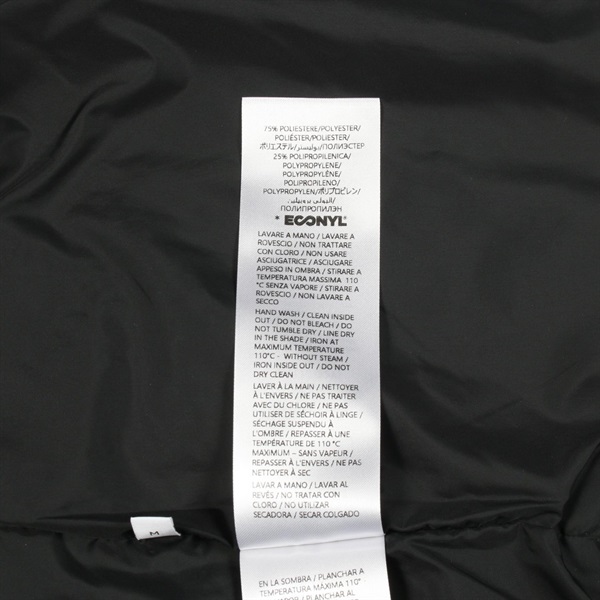 75% POLIESTERE/POLYESTER/
POLIÉSTER/POLIÉSTER/
ポリエステル/بوليستر/ПОЛИЭСТЕР
25% POLIPROPILENICA/
POLYPROPYLENE/
POLYPROPYLÈNE/
POLIPROPILENO/
POLYPROPYLEN/ポリプロピレン/
البولي بروبيلين/
ПОЛИПРОПИЛЭН
* ECONYL®
LAVARE A MANO / LAVARE A
ROVESCIO / NON TRATTARE
CON CLORO / NON USARE
ASCIUGATRICE / ASCIUGARE
APPESO IN OMBRA / STIRARE A
TEMPERATURA MASSIMA 110
°C SENZA VAPORE / STIRARE A
ROVESCIO / NON LAVARE A
SECCO
HAND WASH / CLEAN INSIDE
OUT / DO NOT BLEACH / DO
NOT TUMBLE DRY / LINE DRY
IN THE SHADE / IRON AT
MAXIMUM TEMPERATURE
110°C - WITHOUT STEAM /
IRON INSIDE OUT / DO NOT
DRY CLEAN
LAVER À LA MAIN / NETTOYER
À L'ENVERS / NE PAS TRAITER
AVEC DU CHLORE / NE PAS
UTILISER DE SÉCHOIR À LINGE /
SÉCHAGE SUSPENDU À
L'OMBRE / REPASSER À UNE
TEMPÉRATURE DE 110 °C
MAXIMUM – SANS VAPEUR /
REPASSER À L'ENVERS / NE PAS
NETTOYER À SEC
LAVAR A MANO / LAVAR AL
REVÉS / NO TRATAR CON
CLORO / NO UTILIZAR
SECADORA / SECAR COLGADO
M
EN LA SOMBRA / PLANCHAR A
TEMPERATURA MÁXIMA 110°
VAPOR / PLANCHAR